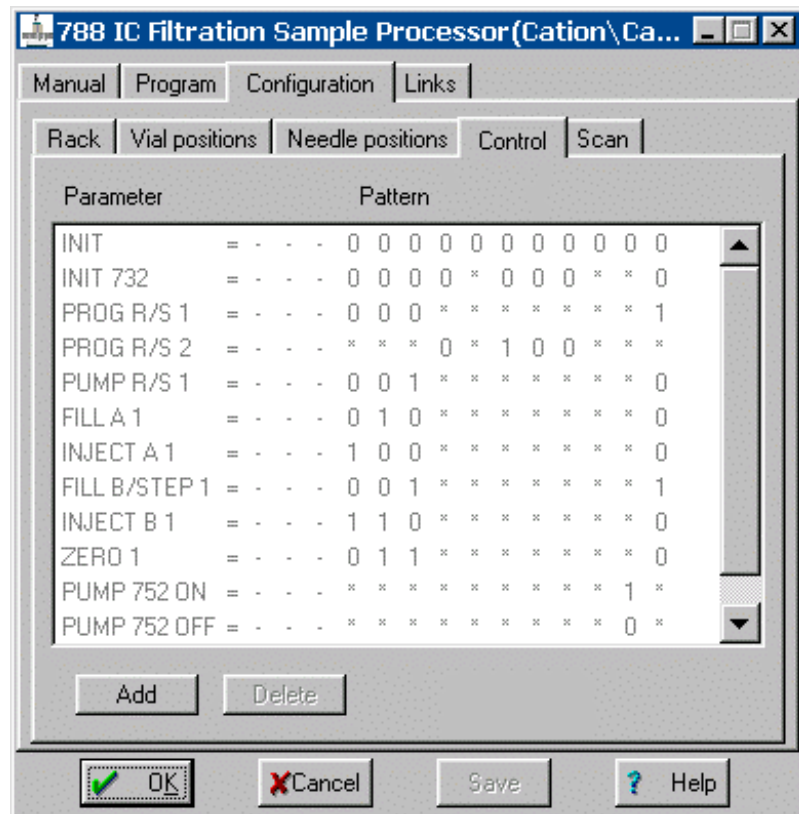 788 IC Filtration Sample Processor(Cation\Ca...
Manual Program Configuration Links
Rack Vial positions Needle positions Control Scan
Parameter Pattern
INIT = - - - 0 0 0 0 0 0 0 0 0 0 0
INIT 732 = - - - 0 0 0 0 * 0 0 0 * * 0
PROG R/S 1 = - - - 0 0 0 * * * * * * * 1
PROG R/S 2 = - - - * * * 0 * 1 0 0 * * *
PUMP R/S 1 = - - - 0 0 1 * * * * * * * 0
FILL A 1 = - - - 0 1 0 * * * * * * * 0
INJECT A 1 = - - - 1 0 0 * * * * * * * 0
FILL B/STEP 1 = - - - 0 0 1 * * * * * * * 1
INJECT B 1 = - - - 1 1 0 * * * * * * * 0
ZERO 1 = - - - 0 1 1 * * * * * * * 0
PUMP 752 ON = - - - * * * * * * * * * 1 *
PUMP 752 OFF = - - - * * * * * * * * * 0 *
Add Delete
OK Cancel Save ? Help